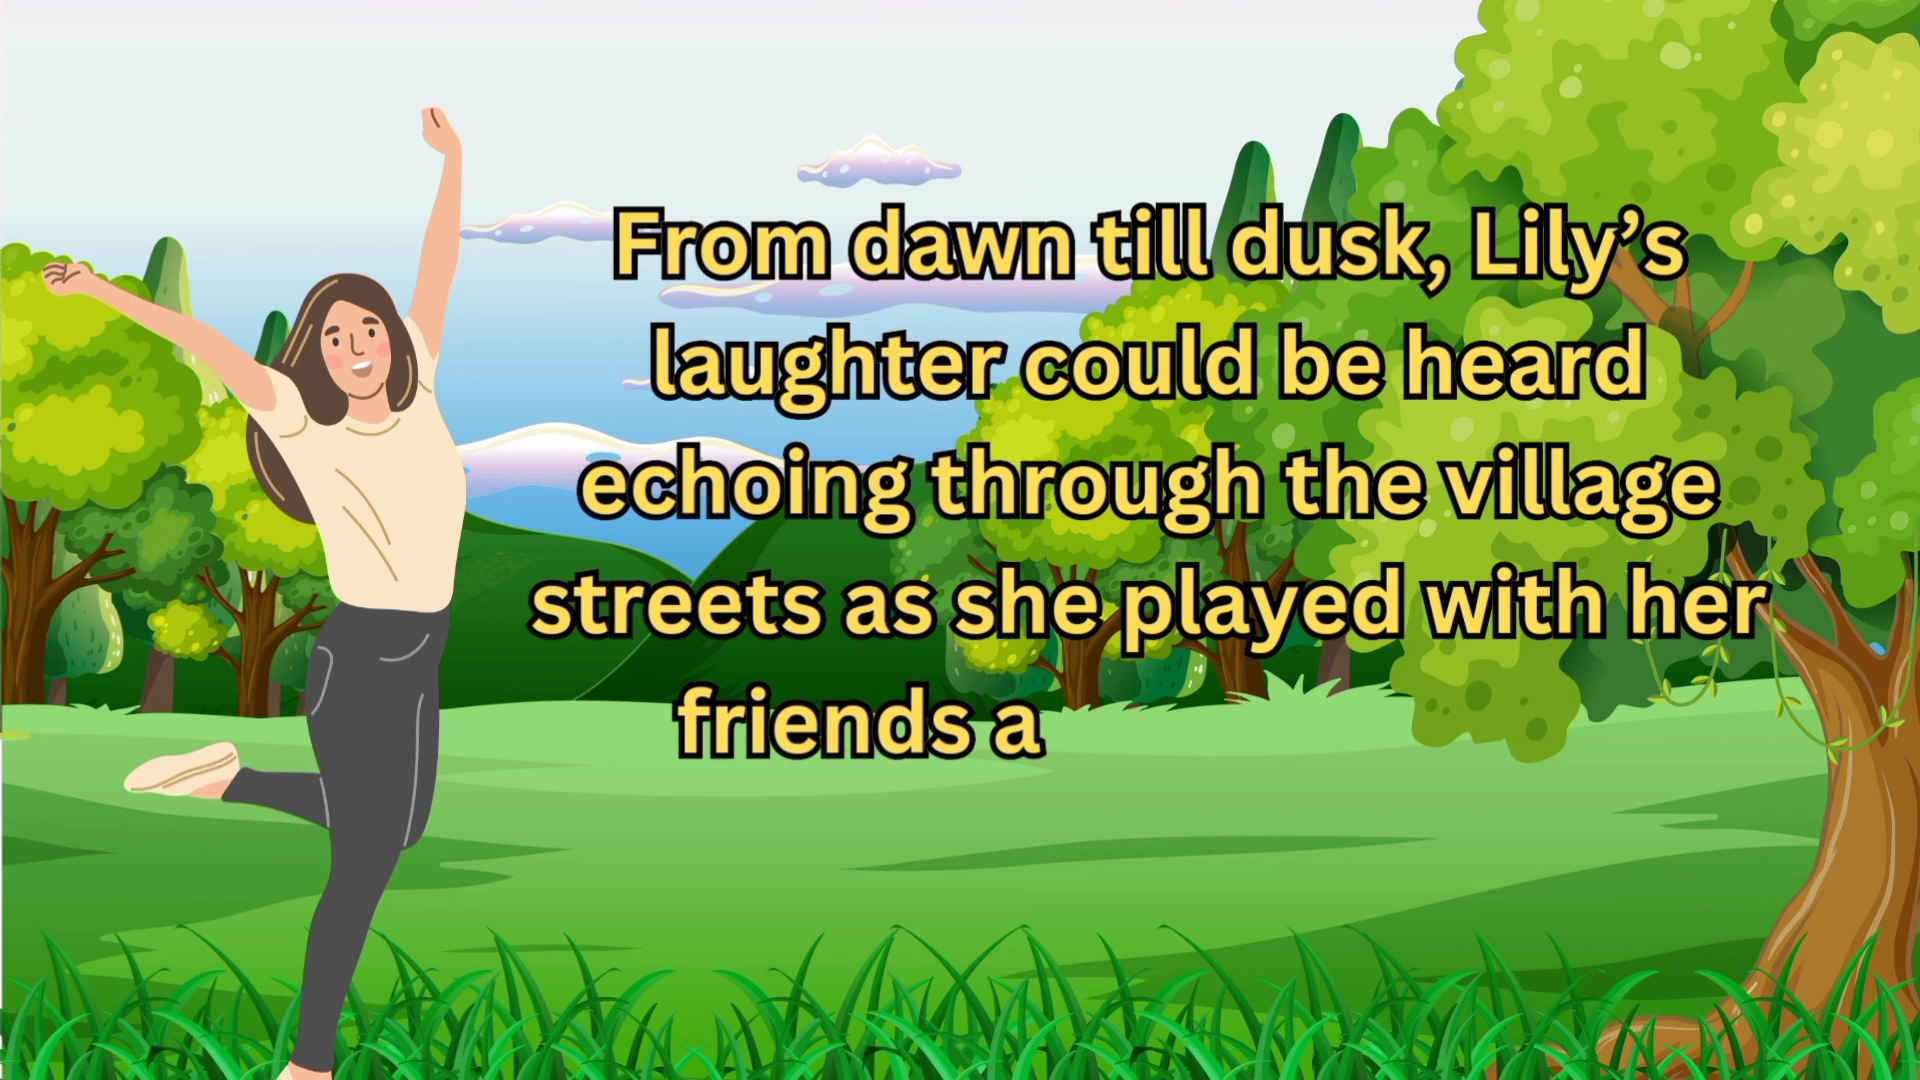 From dawn till dusk, Lily’s
laughter could be heard
echoing through the village
streets as she played with her
friends a